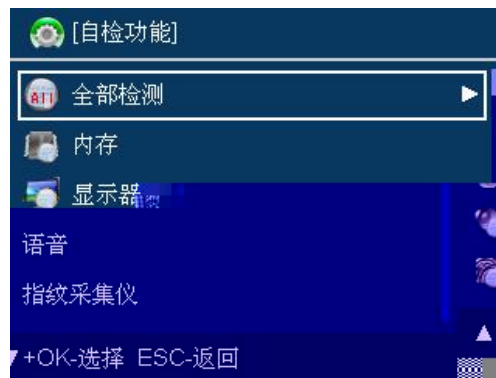 [自检功能]
全部检测
内存
显示器
语音
指纹采集仪
+OK-选择 ESC-返回